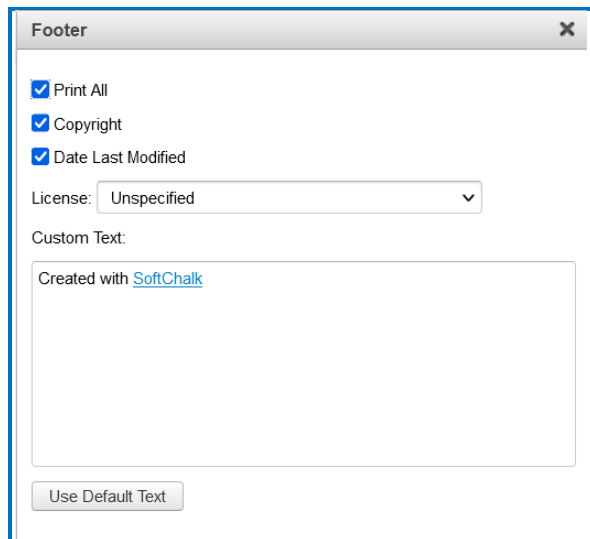 Footer
Print All
Copyright
Date Last Modified
License: Unspecified
Custom Text:
Created with SoftChalk
Use Default Text